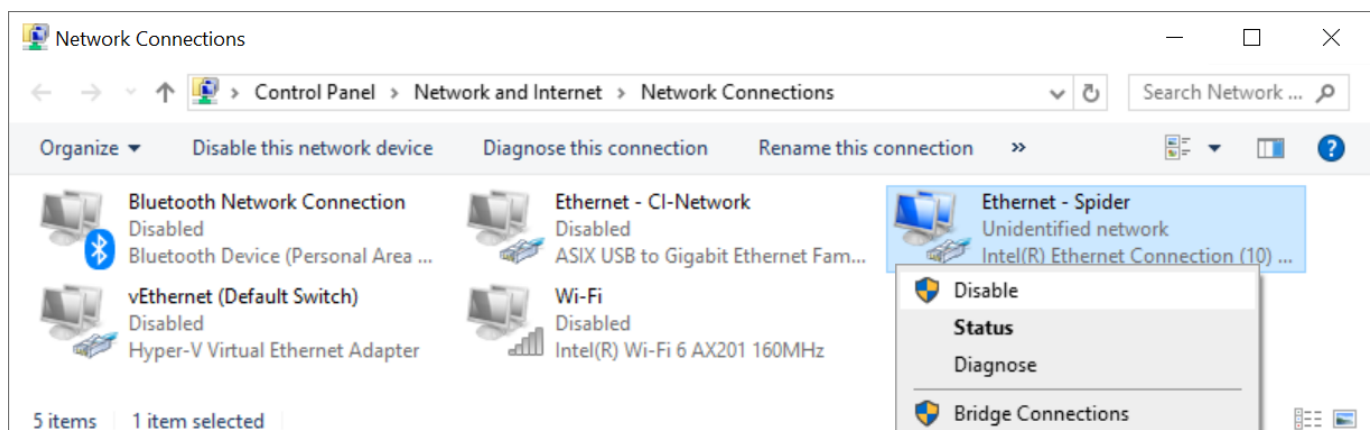 Network Connections
Control Panel > Network and Internet > Network Connections
Search Network ...
Organize
Disable this network device
Diagnose this connection
Rename this connection
»
?
Bluetooth Network Connection
Disabled
Bluetooth Device (Personal Area ...
Ethernet - CI-Network
Disabled
ASIX USB to Gigabit Ethernet Fam...
Ethernet - Spider
Unidentified network
Intel(R) Ethernet Connection (10) ...
vEthernet (Default Switch)
Disabled
Hyper-V Virtual Ethernet Adapter
Wi-Fi
Disabled
Intel(R) Wi-Fi 6 AX201 160MHz
Disable
Status
Diagnose
Bridge Connections
5 items
1 item selected